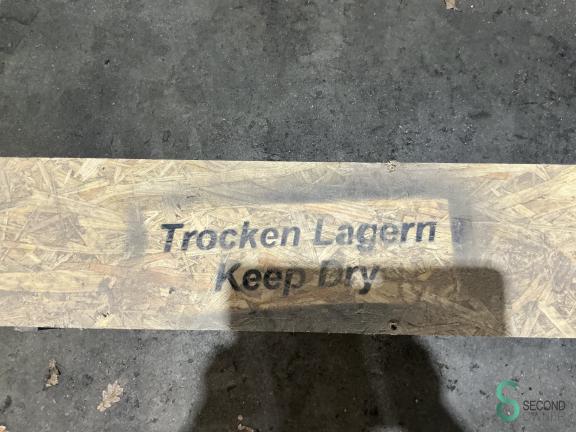 Trocken Lagern
Keep Dry
SECOND